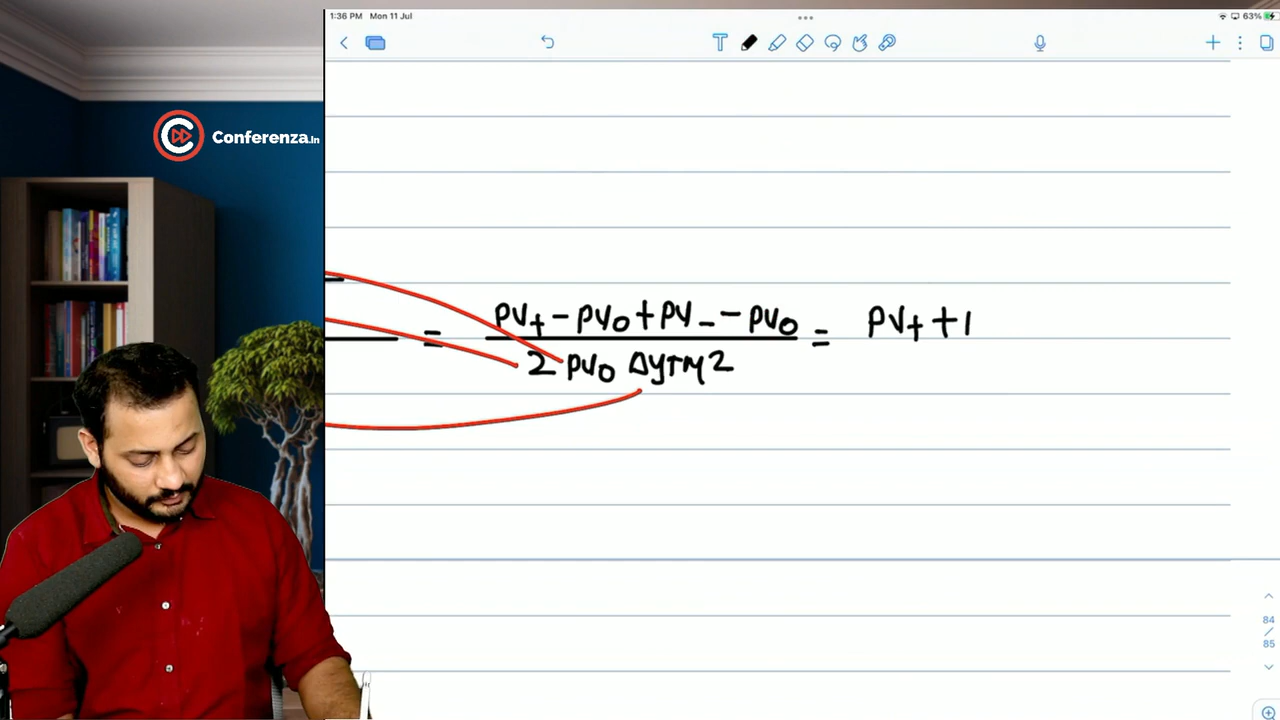 1:36 PM Mon 11 Jul
63%
Conferenza.in
= PV+ - PV0 + PV- - PV0 = PV+ + 1
2 PV0 ΔYTM2
84
/
85